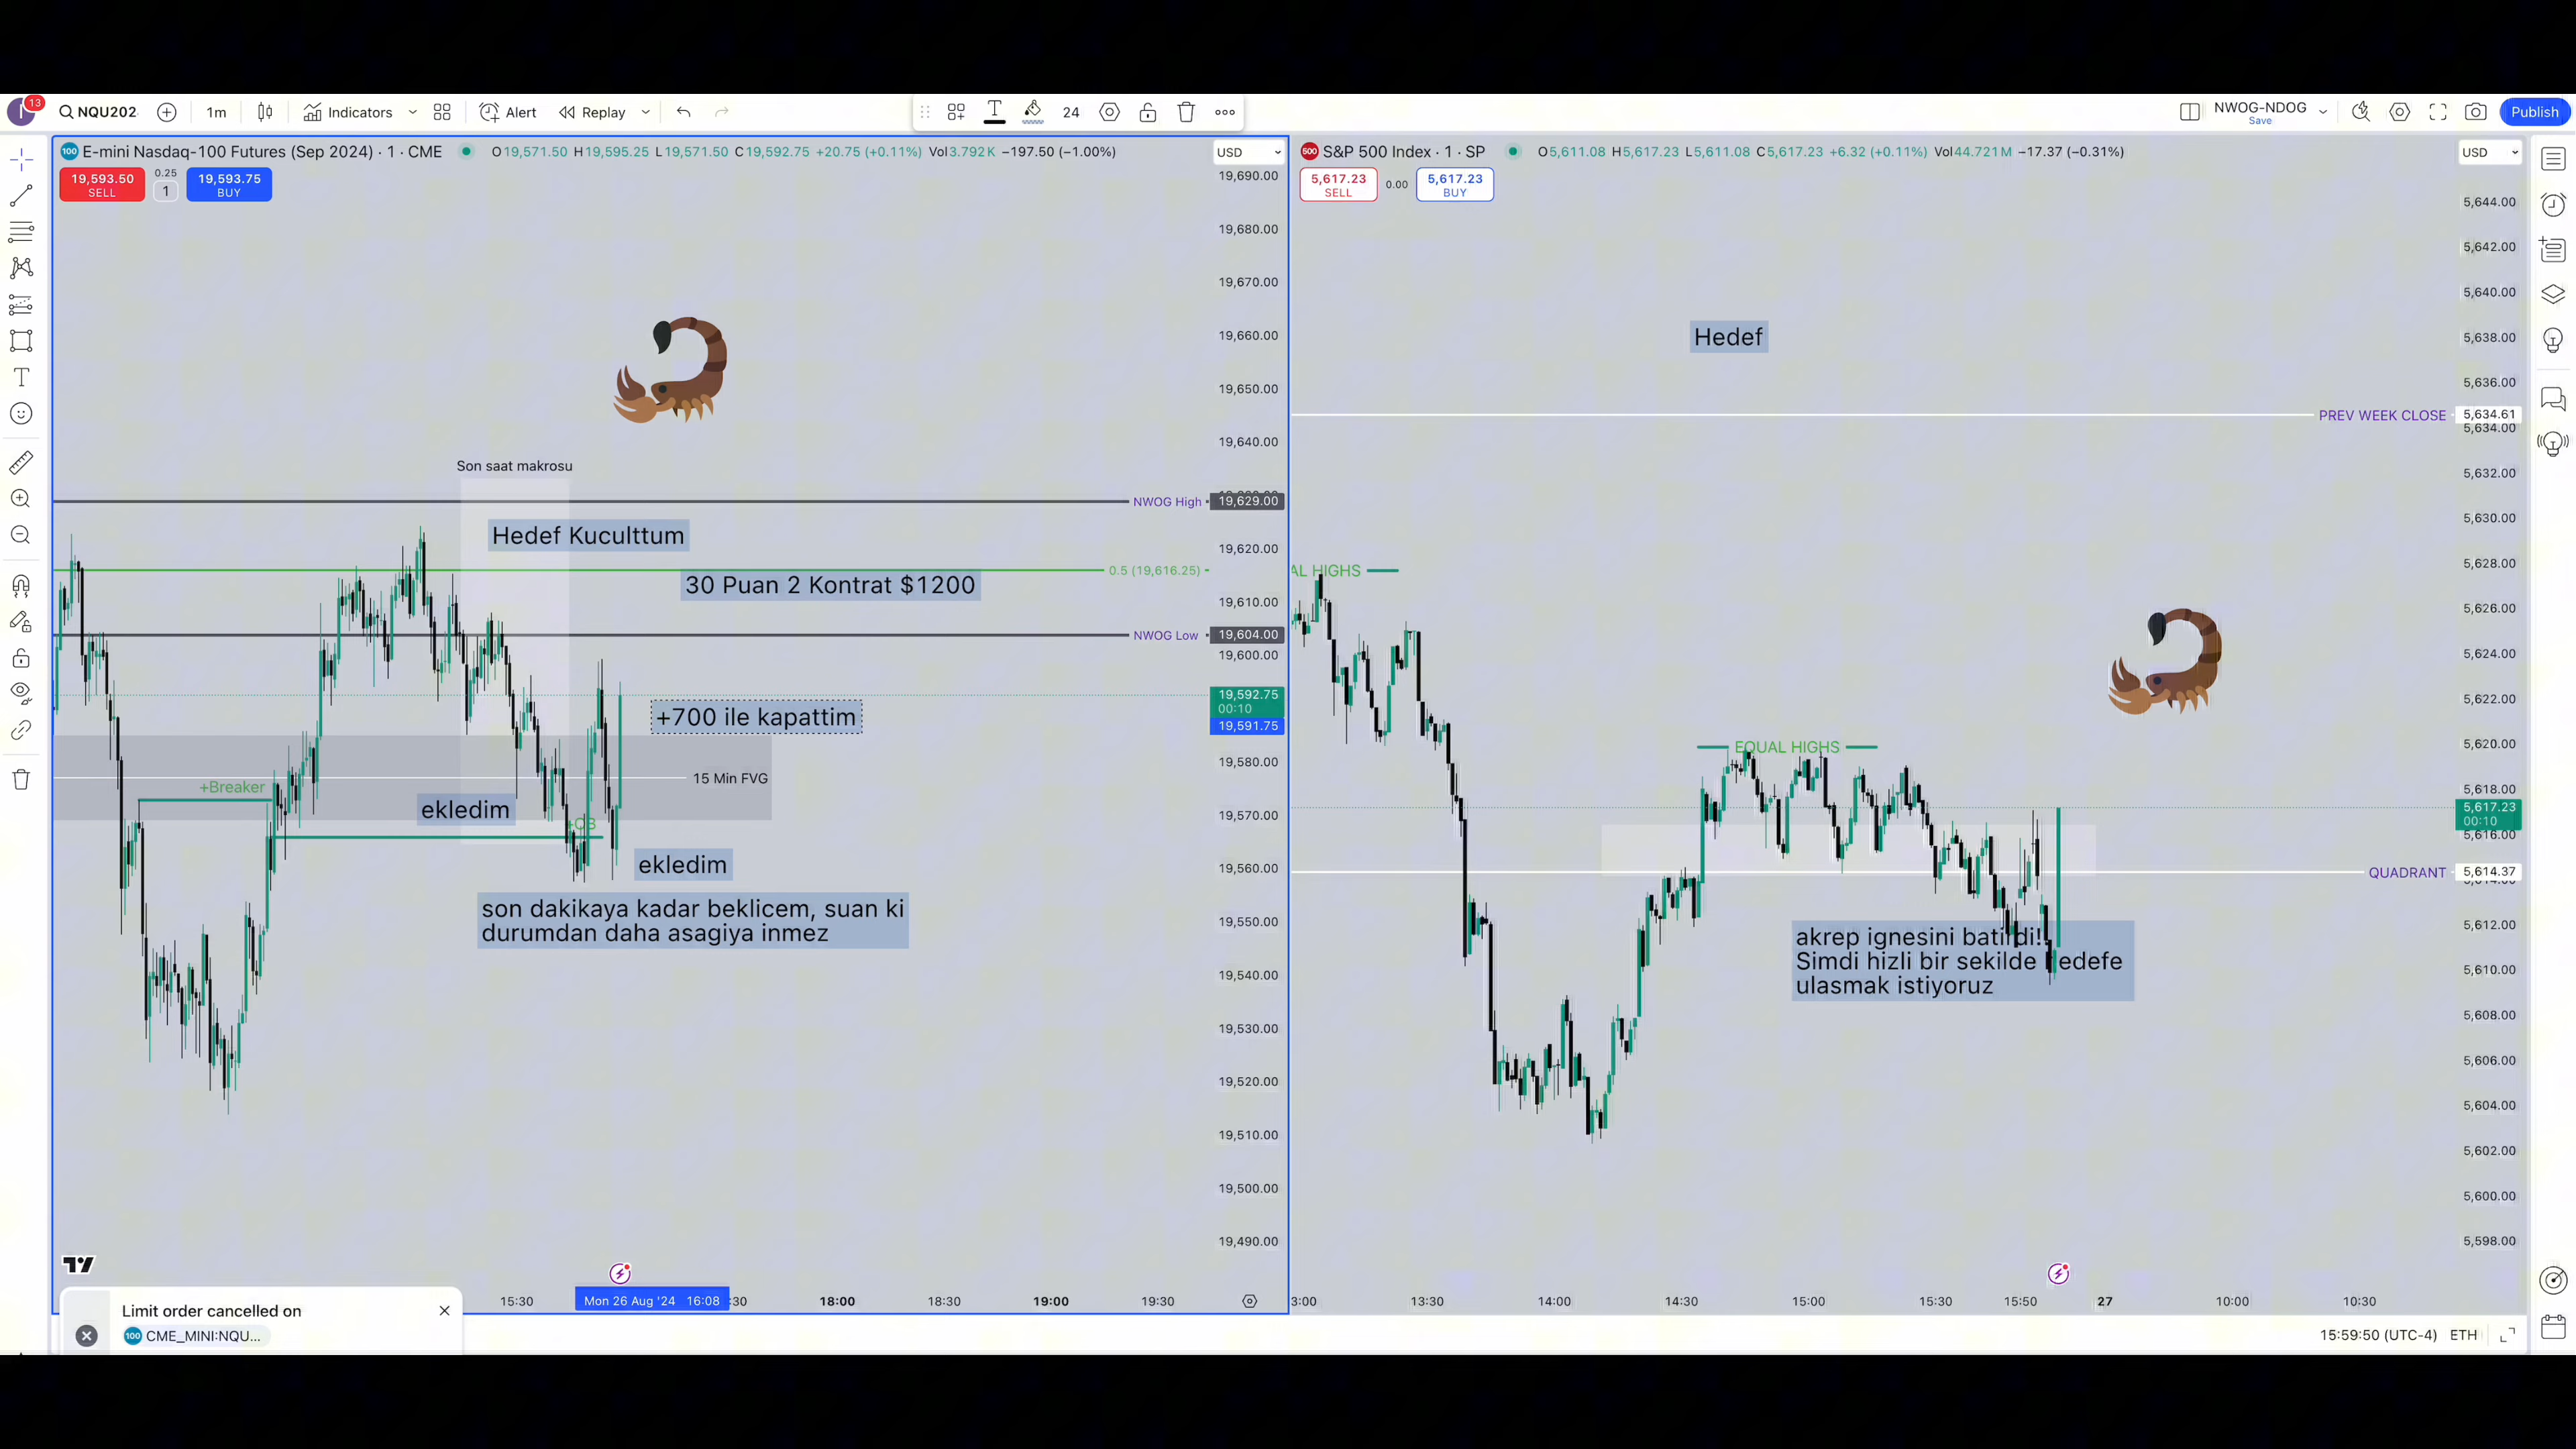 13
NQU202
1m
Indicators
Alert
Replay
24
NWOG-NDOG
Save
Publish
100 E-mini Nasdaq-100 Futures (Sep 2024) · 1 · CME
O19,571.50 H19,595.25 L19,571.50 C19,592.75 +20.75 (+0.11%) Vol3.792K −197.50 (−1.00%)
USD
19,593.50
SELL
0.25
1
19,593.75
BUY
19,690.00
19,680.00
19,670.00
19,660.00
19,650.00
19,640.00
Son saat makrosu
NWOG High
19,629.00
Hedef Kuculttum
19,620.00
0.5 (19,616.25)
30 Puan 2 Kontrat $1200
19,610.00
NWOG Low
19,604.00
19,600.00
19,592.75
00:10
19,591.75
+700 ile kapattim
19,580.00
15 Min FVG
+Breaker
ekledim
19,570.00
+OB
ekledim
19,560.00
son dakikaya kadar beklicem, suan ki
durumdan daha asagiya inmez
19,550.00
19,540.00
19,530.00
19,520.00
19,510.00
19,500.00
19,490.00
15:30
Mon 26 Aug '24 16:08
:30
18:00
18:30
19:00
19:30
Limit order cancelled on
100 CME_MINI:NQU...
500 S&P 500 Index · 1 · SP
O5,611.08 H5,617.23 L5,611.08 C5,617.23 +6.32 (+0.11%) Vol44.721M −17.37 (−0.31%)
USD
5,617.23
SELL
0.00
5,617.23
BUY
5,644.00
5,642.00
5,640.00
Hedef
5,638.00
5,636.00
PREV WEEK CLOSE
5,634.61
5,634.00
5,632.00
5,630.00
AL HIGHS
5,628.00
5,626.00
5,624.00
5,622.00
EQUAL HIGHS
5,620.00
5,618.00
5,617.23
00:10
5,616.00
QUADRANT
5,614.37
5,612.00
akrep ignesini batildi!!
Simdi hizli bir sekilde hedefe
ulasmak istiyoruz
5,610.00
5,608.00
5,606.00
5,604.00
5,602.00
5,600.00
5,598.00
3:00
13:30
14:00
14:30
15:00
15:30
15:50
27
10:00
10:30
15:59:50 (UTC-4)
ETH